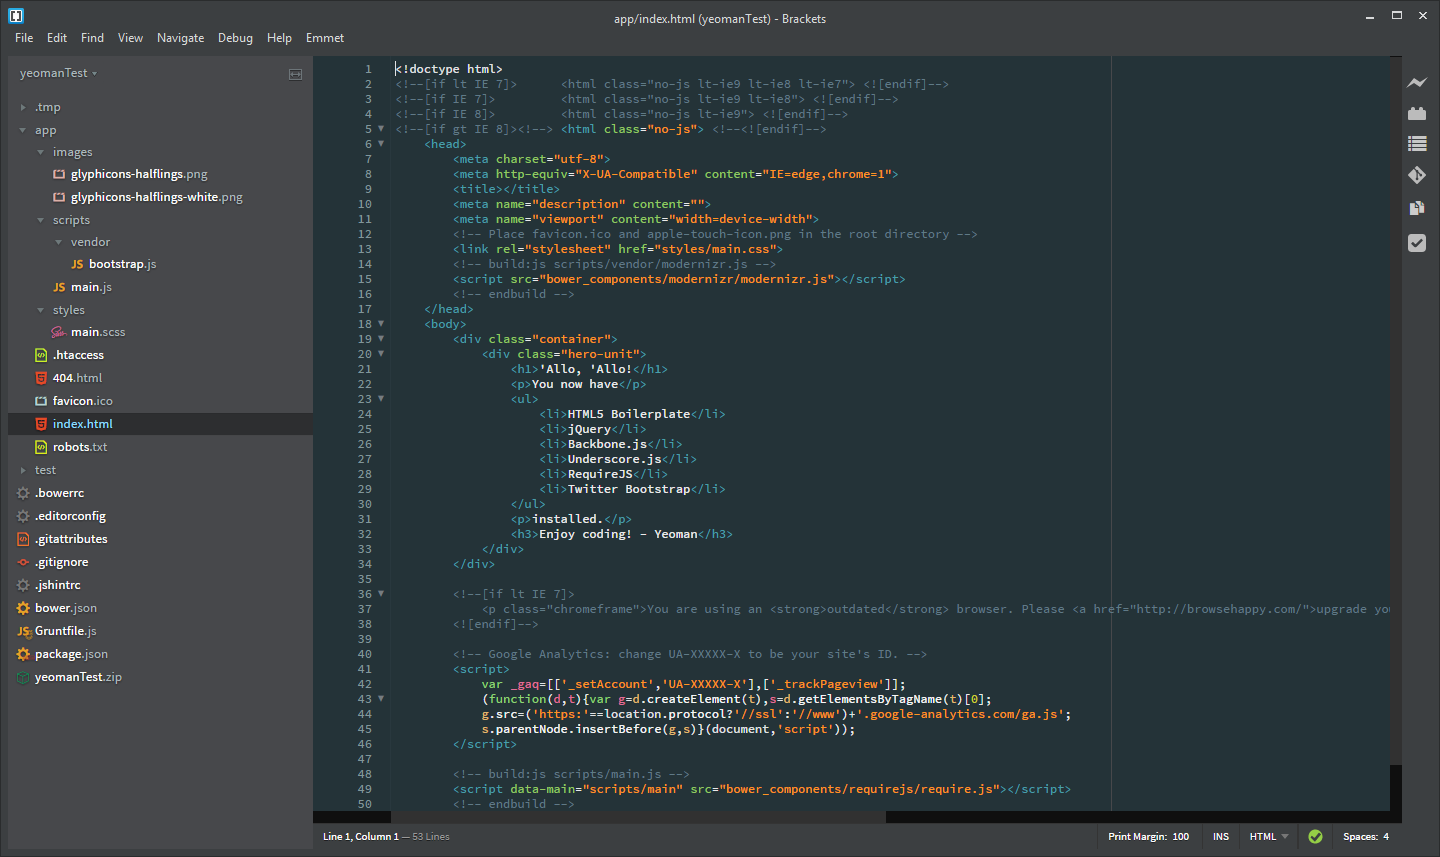 app/index.html (yeomanTest) - Brackets
File Edit Find View Navigate Debug Help Emmet
yeomanTest
.tmp
app
images
glyphicons-halflings.png
glyphicons-halflings-white.png
scripts
vendor
JS bootstrap.js
JS main.js
styles
main.scss
.htaccess
404.html
favicon.ico
index.html
robots.txt
test
.bowerrc
.editorconfig
.gitattributes
.gitignore
.jshintrc
bower.json
JS Gruntfile.js
package.json
yeomanTest.zip
1 <!doctype html>
2 <!--[if lt IE 7]>      <html class="no-js lt-ie9 lt-ie8 lt-ie7"> <![endif]-->
3 <!--[if IE 7]>         <html class="no-js lt-ie9 lt-ie8"> <![endif]-->
4 <!--[if IE 8]>         <html class="no-js lt-ie9"> <![endif]-->
5 <!--[if gt IE 8]><!--> <html class="no-js"> <!--<![endif]-->
6     <head>
7         <meta charset="utf-8">
8         <meta http-equiv="X-UA-Compatible" content="IE=edge,chrome=1">
9         <title></title>
10         <meta name="description" content="">
11         <meta name="viewport" content="width=device-width">
12         <!-- Place favicon.ico and apple-touch-icon.png in the root directory -->
13         <link rel="stylesheet" href="styles/main.css">
14         <!-- build:js scripts/vendor/modernizr.js -->
15         <script src="bower_components/modernizr/modernizr.js"></script>
16         <!-- endbuild -->
17     </head>
18     <body>
19         <div class="container">
20             <div class="hero-unit">
21                 <h1>'Allo, 'Allo!</h1>
22                 <p>You now have</p>
23                 <ul>
24                     <li>HTML5 Boilerplate</li>
25                     <li>jQuery</li>
26                     <li>Backbone.js</li>
27                     <li>Underscore.js</li>
28                     <li>RequireJS</li>
29                     <li>Twitter Bootstrap</li>
30                 </ul>
31                 <p>installed.</p>
32                 <h3>Enjoy coding! - Yeoman</h3>
33             </div>
34         </div>
35
36         <!--[if lt IE 7]>
37             <p class="chromeframe">You are using an <strong>outdated</strong> browser. Please <a href="http://browsehappy.com/">upgrade yo
38         <![endif]-->
39
40         <!-- Google Analytics: change UA-XXXXX-X to be your site's ID. -->
41         <script>
42             var _gaq=[['_setAccount','UA-XXXXX-X'],['_trackPageview']];
43             (function(d,t){var g=d.createElement(t),s=d.getElementsByTagName(t)[0];
44             g.src=('https:'==location.protocol?'//ssl':'//www')+'.google-analytics.com/ga.js';
45             s.parentNode.insertBefore(g,s)}(document,'script'));
46         </script>
47
48         <!-- build:js scripts/main.js -->
49         <script data-main="scripts/main" src="bower_components/requirejs/require.js"></script>
50         <!-- endbuild -->
Line 1, Column 1 — 53 Lines
Print Margin: 100 INS HTML Spaces: 4